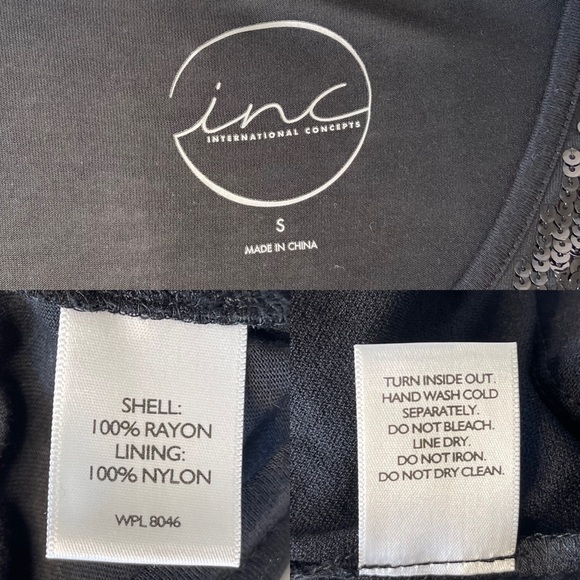 inc
INTERNATIONAL CONCEPTS
S
MADE IN CHINA
SHELL:
100% RAYON
LINING:
100% NYLON
WPL 8046
TURN INSIDE OUT.
HAND WASH COLD
SEPARATELY.
DO NOT BLEACH.
LINE DRY.
DO NOT IRON.
DO NOT DRY CLEAN.